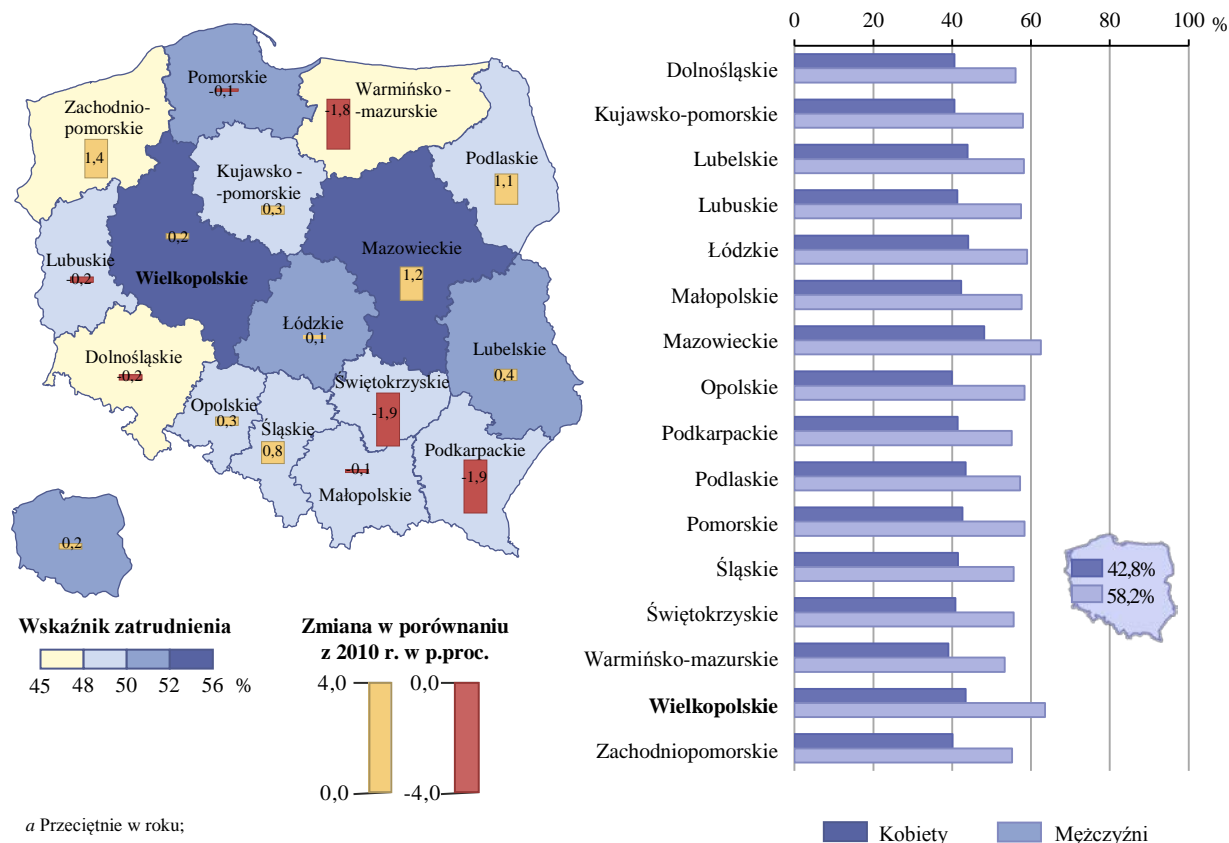 Pomorskie
-0,1
Zachodnio-
pomorskie
1,4
Warmińsko -
-mazurskie
-1,8
Podlaskie
1,1
Kujawsko -
-pomorskie
0,3
0,2
Wielkopolskie
Mazowieckie
1,2
Lubuskie
-0,2
Łódzkie
0,1
Lubelskie
0,4
Dolnośląskie
-0,2
Świętokrzyskie
-1,9
Opolskie
0,3
Śląskie
0,8
Podkarpackie
-1,9
-0,1
Małopolskie
0,2
Wskaźnik zatrudnienia
45 48 50 52 56 %
Zmiana w porównaniu
z 2010 r. w p.proc.
4,0 0,0
0,0 -4,0
a Przeciętnie w roku;
0 20 40 60 80 100 %
Dolnośląskie
Kujawsko-pomorskie
Lubelskie
Lubuskie
Łódzkie
Małopolskie
Mazowieckie
Opolskie
Podkarpackie
Podlaskie
Pomorskie
Śląskie
Świętokrzyskie
Warmińsko-mazurskie
Wielkopolskie
Zachodniopomorskie
42,8%
58,2%
Kobiety Mężczyźni